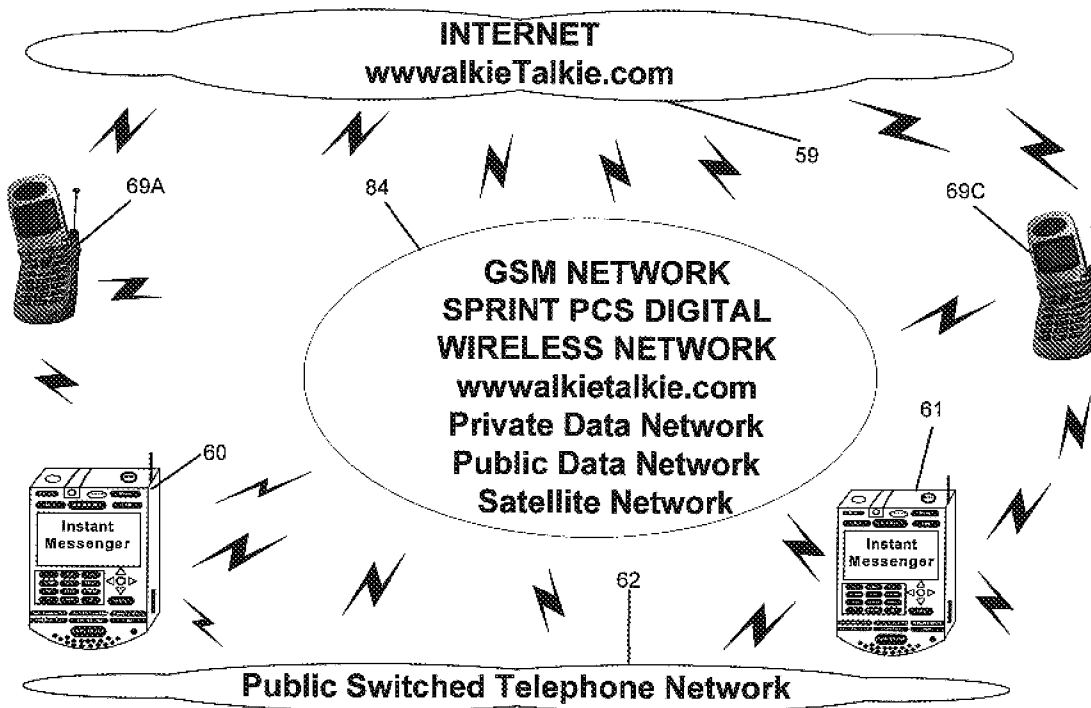 INTERNET
wwwalkieTalkie.com
59
69A
84
69C
GSM NETWORK
SPRINT PCS DIGITAL
WIRELESS NETWORK
wwwalkietalkie.com
Private Data Network
Public Data Network
Satellite Network
60
61
Instant
Messenger
Instant
Messenger
62
Public Switched Telephone Network